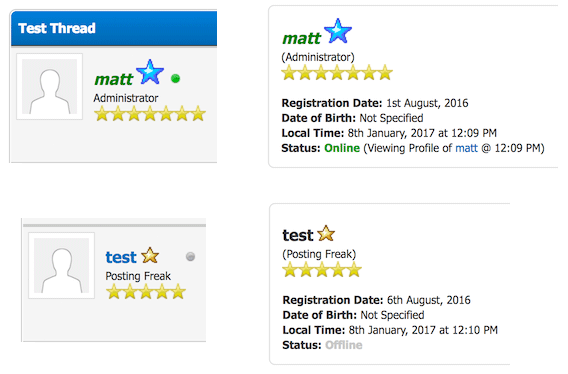 Test Thread
matt
Administrator
matt
(Administrator)
Registration Date: 1st August, 2016
Date of Birth: Not Specified
Local Time: 8th January, 2017 at 12:09 PM
Status: Online (Viewing Profile of matt @ 12:09 PM)
test
Posting Freak
test
(Posting Freak)
Registration Date: 6th August, 2016
Date of Birth: Not Specified
Local Time: 8th January, 2017 at 12:10 PM
Status: Offline